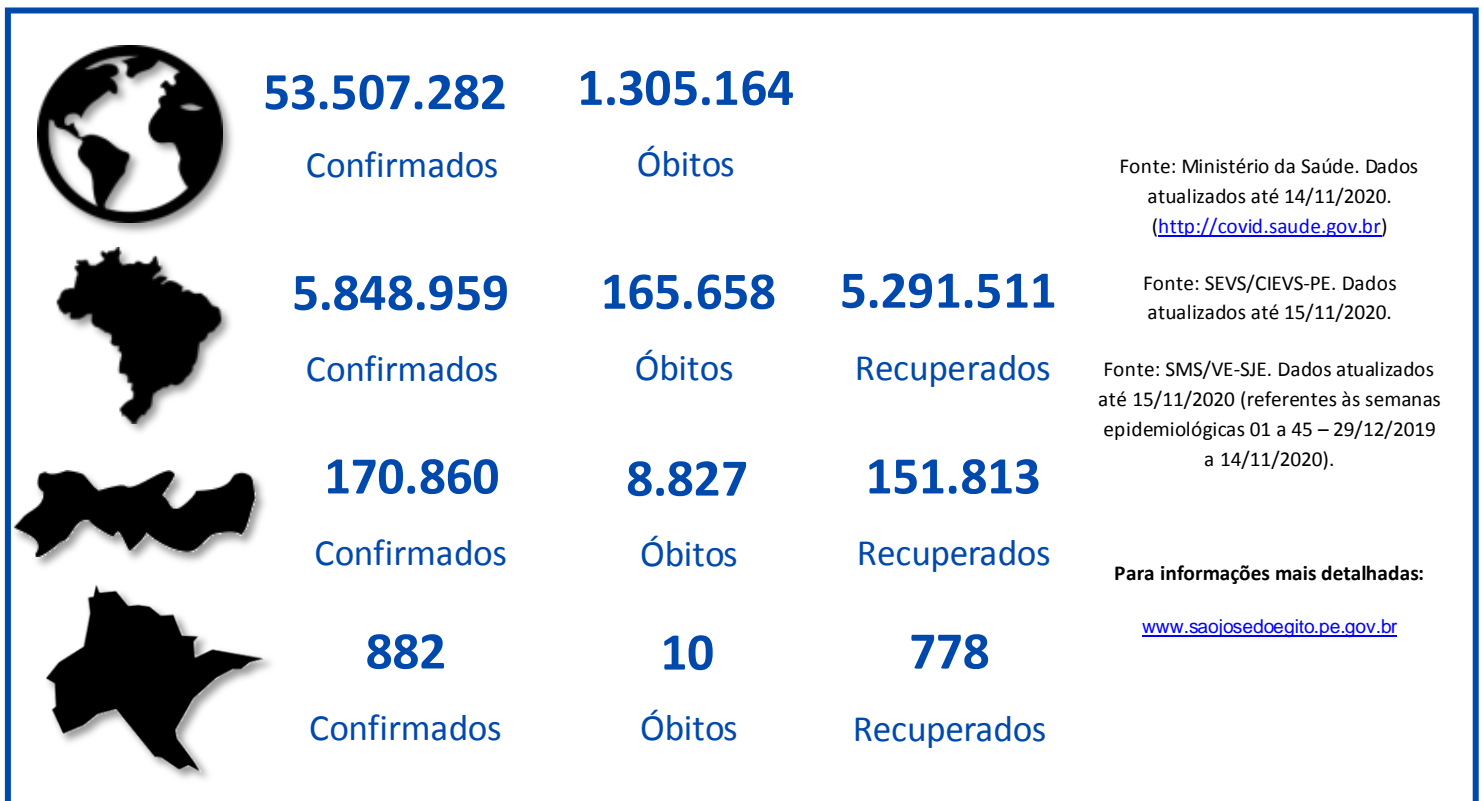 53.507.282 1.305.164
Confirmados Óbitos
5.848.959 165.658 5.291.511
Confirmados Óbitos Recuperados
170.860 8.827 151.813
Confirmados Óbitos Recuperados
882 10 778
Confirmados Óbitos Recuperados
Fonte: Ministério da Saúde. Dados
atualizados até 14/11/2020.
(http://covid.saude.gov.br)
Fonte: SEVS/CIEVS-PE. Dados
atualizados até 15/11/2020.
Fonte: SMS/VE-SJE. Dados atualizados
até 15/11/2020 (referentes às semanas
epidemiológicas 01 a 45 – 29/12/2019
a 14/11/2020).
Para informações mais detalhadas:
www.saojosedoegito.pe.gov.br